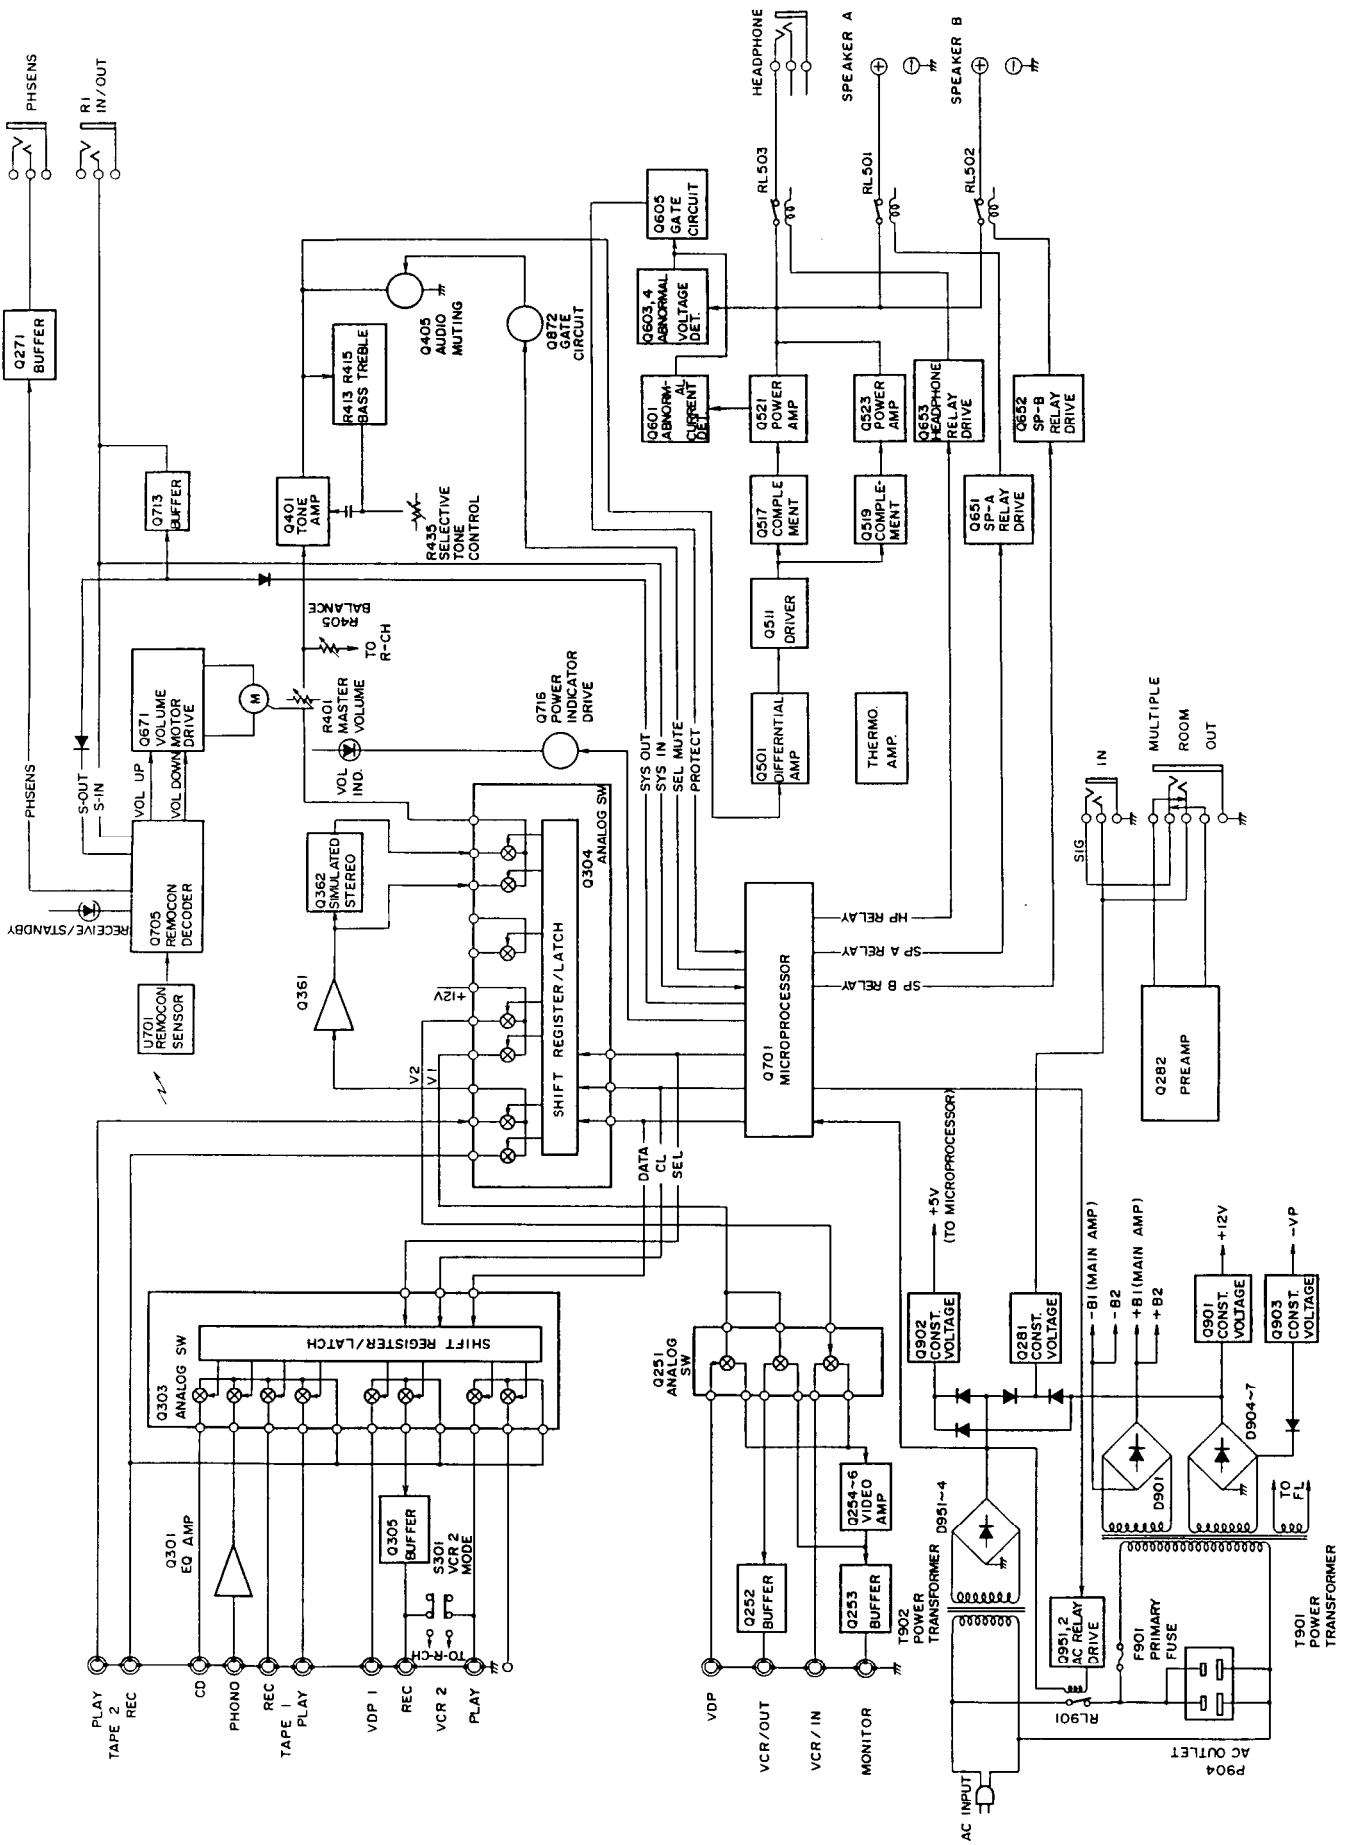 PHSENS
RI
IN/OUT
Q271
BUFFER
HEADPHONE
SPEAKER A
SPEAKER B
RL503
RL501
RL502
Q605
GATE
CIRCUIT
Q603,4
ABNORMAL
VOLTAGE
DET.
Q601
ABNORM-
AL
CURRENT
DET.
Q405
AUDIO
MUTING
Q872
GATE
CIRCUIT
R413 R415
BASS TREBLE
Q713
BUFFER
Q401
TONE
AMP
R435
SELECTIVE
TONE
CONTROL
Q521
POWER
AMP
Q523
POWER
AMP
Q653
HEADPHONE
RELAY
DRIVE
Q652
SP-B
RELAY
DRIVE
Q517
COMPLE
MENT
Q519
COMPLE-
MENT
Q651
SP-A
RELAY
DRIVE
Q511
DRIVER
Q501
DIFFERENTIAL
AMP
THERMO.
AMP.
R405
BALANCE
TO
R-CH
PHSENS
S-OUT
S-IN
VOL UP
VOL DOWN
Q671
VOLUME
MOTOR
DRIVE
M
R401
MASTER
VOLUME
VOL
IND.
Q716
POWER
INDICATOR
DRIVE
SYS OUT
SYS IN
SEL MUTE
PROTECT
RECEIVE/STANDBY
Q705
REMOCON
DECODER
U701
REMOCON
SENSOR
Q362
SIMULATED
STEREO
Q361
Q304
ANALOG SW
SHIFT REGISTER/LATCH
+12V
V2
V1
Q701
MICROPROCESSOR
HP RELAY
SP A RELAY
SP B RELAY
SIG
IN
MULTIPLE
ROOM
OUT
Q282
PREAMP
DATA
CL
SEL
Q303
ANALOG SW
SHIFT REGISTER/LATCH
Q251
ANALOG
SW
Q902
CONST.
VOLTAGE
+5V
(TO MICROPROCESSOR)
Q281
CONST.
VOLTAGE
-B1 (MAIN AMP)
-B2
+B1 (MAIN AMP)
+B2
Q901
CONST.
VOLTAGE
+12V
Q903
CONST.
VOLTAGE
-VP
Q301
EQ AMP
Q305
BUFFER
S301
VCR 2
MODE
TO-R-CH
Q254~6
VIDEO
AMP
Q252
BUFFER
Q253
BUFFER
D951~4
D901
D904~7
TO
FL
T902
POWER
TRANSFORMER
Q951,2
AC RELAY
DRIVE
F901
PRIMARY
FUSE
T901
POWER
TRANSFORMER
RL901
P904
AC OUTLET
AC INPUT
PLAY
TAPE 2
REC
CD
PHONO
REC
TAPE 1
PLAY
VDP 1
REC
VCR 2
PLAY
VDP
VCR/OUT
VCR/IN
MONITOR